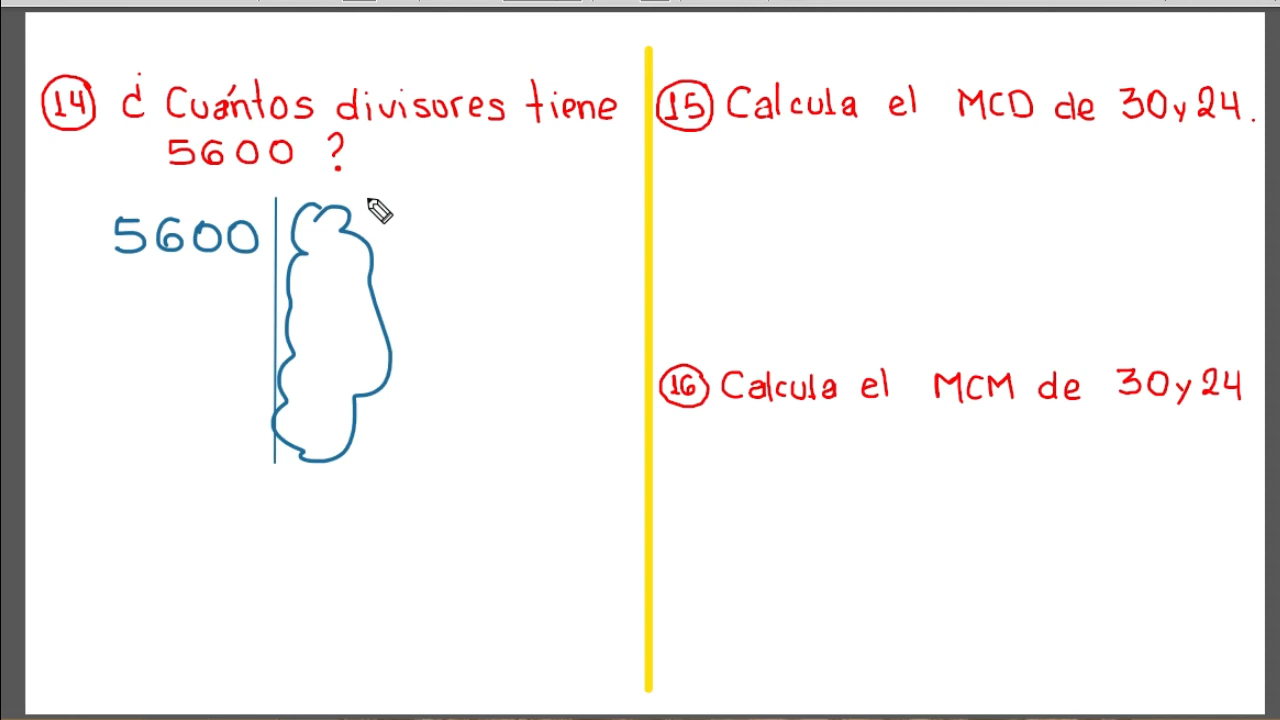 14 ¿ Cuántos divisores tiene
5600 ?
5600
15 Calcula el MCD de 30 y 24.
16 Calcula el MCM de 30 y 24